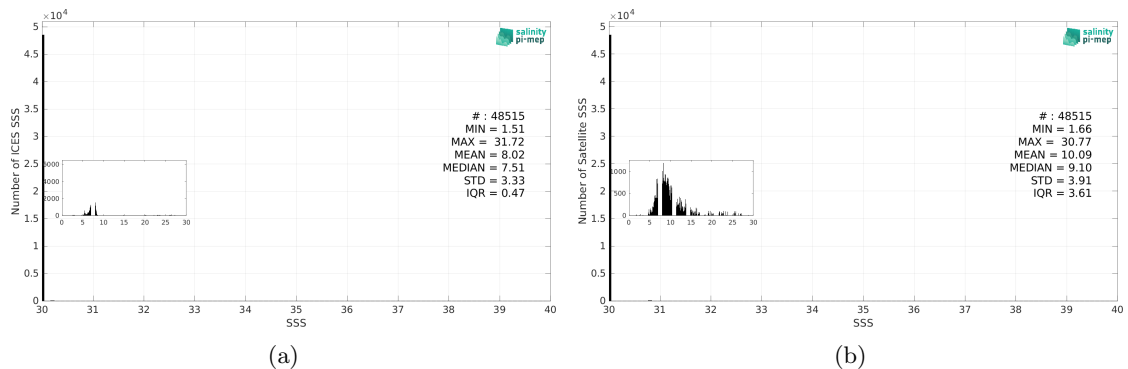 ×10⁴
5
4.5
4
3.5
3
2.5
2
1.5
1
0.5
0
Number of ICES SSS
salinity
pi-mep
# : 48515
MIN = 1.51
MAX = 31.72
MEAN = 8.02
MEDIAN = 7.51
STD = 3.33
IQR = 0.47
4000
2000
0
0 5 10 15 20 25 30
30 31 32 33 34 35 36 37 38 39 40
SSS
(a)
×10⁴
5
4.5
4
3.5
3
2.5
2
1.5
1
0.5
0
Number of Satellite SSS
salinity
pi-mep
# : 48515
MIN = 1.66
MAX = 30.77
MEAN = 10.09
MEDIAN = 9.10
STD = 3.91
IQR = 3.61
1000
500
0
0 5 10 15 20 25 30
30 31 32 33 34 35 36 37 38 39 40
SSS
(b)